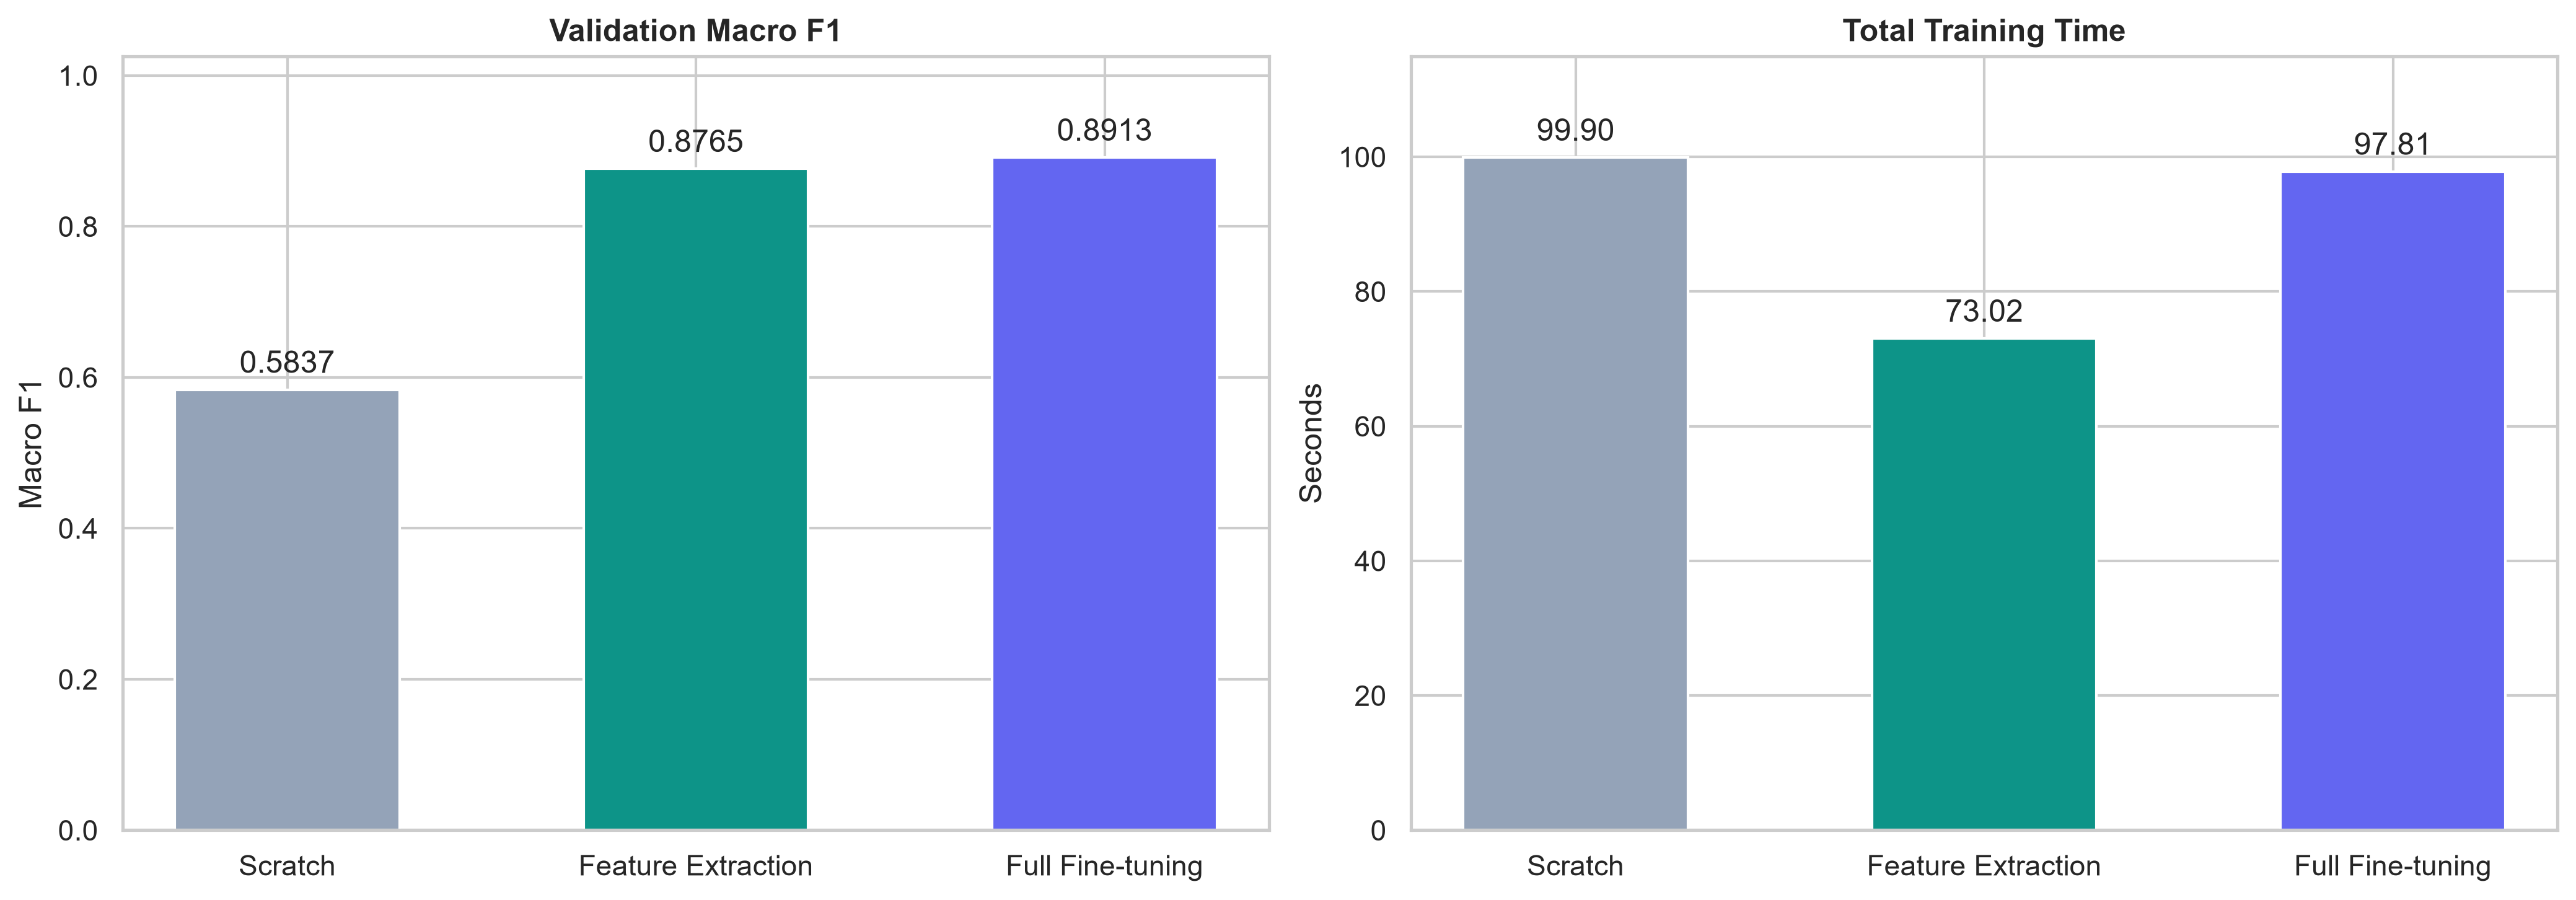 Validation Macro F1
Macro F1
1.0
0.8
0.6
0.4
0.2
0.0
0.5837
0.8765
0.8913
Scratch
Feature Extraction
Full Fine-tuning
Total Training Time
Seconds
100
80
60
40
20
0
99.90
73.02
97.81
Scratch
Feature Extraction
Full Fine-tuning